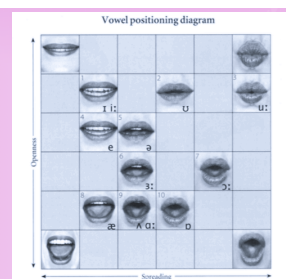 Vowel positioning diagram
1 2 3
ɪ iː ʊ uː
4 5
e ə
6 7
ɜː ɔː
8 9 10
æ ʌ ɑː ɒ
Openness
Spreading